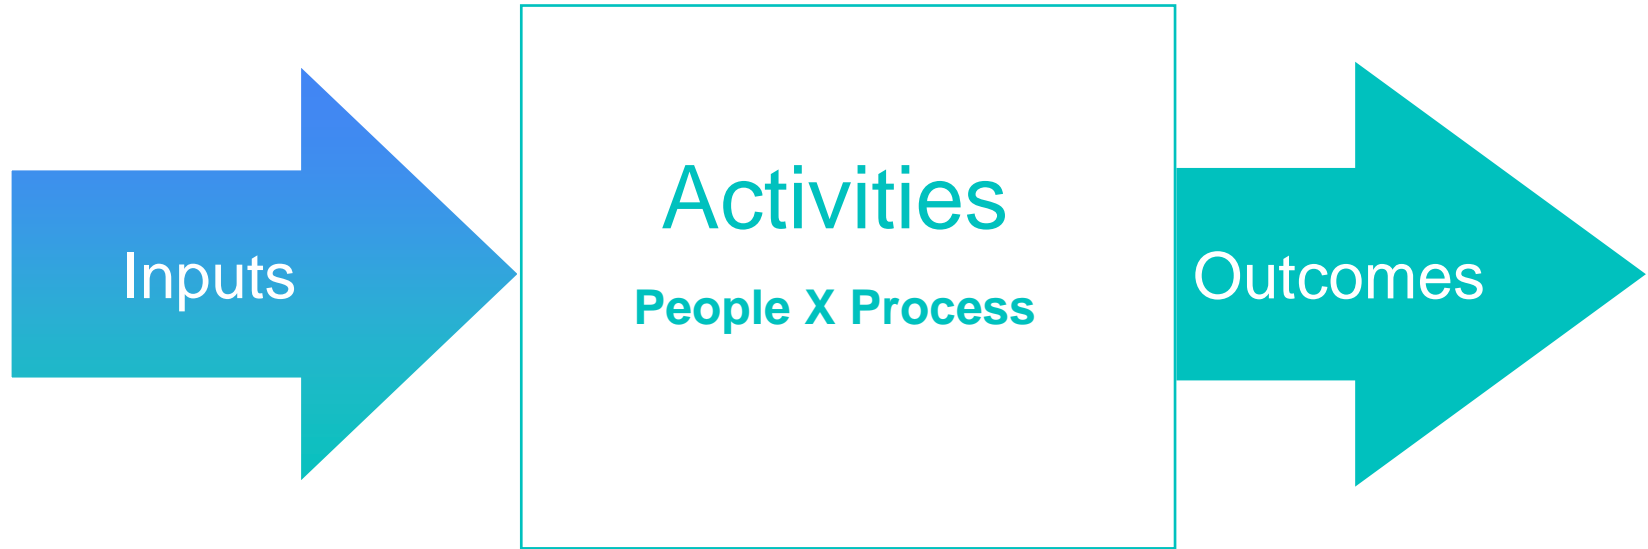 Inputs
Activities
People X Process
Outcomes